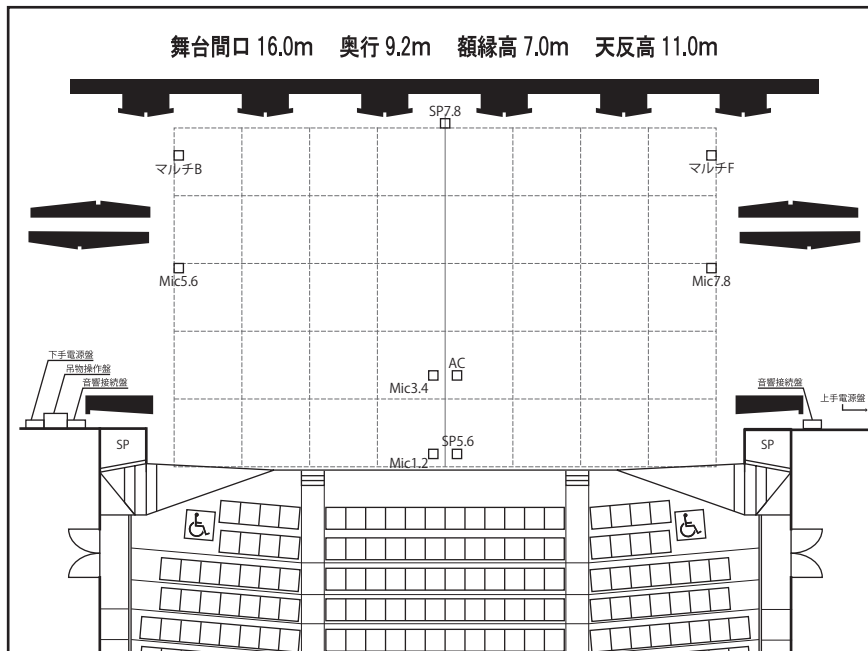 舞台間口 16.0m 奥行 9.2m 額縁高 7.0m 天反高 11.0m
SP7.8
マルチB
マルチF
Mic5.6
Mic7.8
下手電源盤
吊物操作盤
音響接続盤
Mic3.4
AC
音響接続盤
上手電源盤
SP
Mic1.2
SP5.6
SP